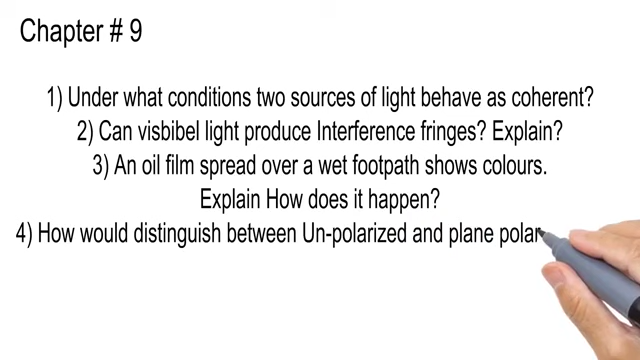 Chapter # 9
1) Under what conditions two sources of light behave as coherent?
2) Can visbibel light produce Interference fringes? Explain?
3) An oil film spread over a wet footpath shows colours.
Explain How does it happen?
4) How would distinguish between Un-polarized and plane polar